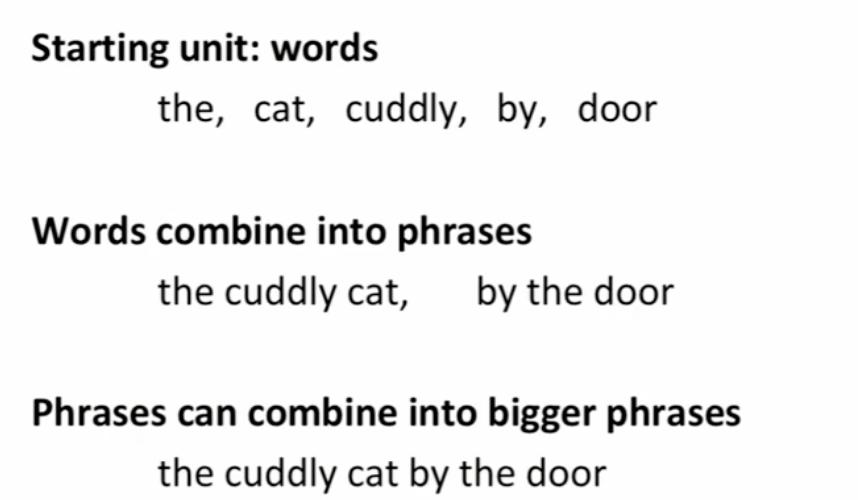 Starting unit: words
the, cat, cuddly, by, door
Words combine into phrases
the cuddly cat, by the door
Phrases can combine into bigger phrases
the cuddly cat by the door